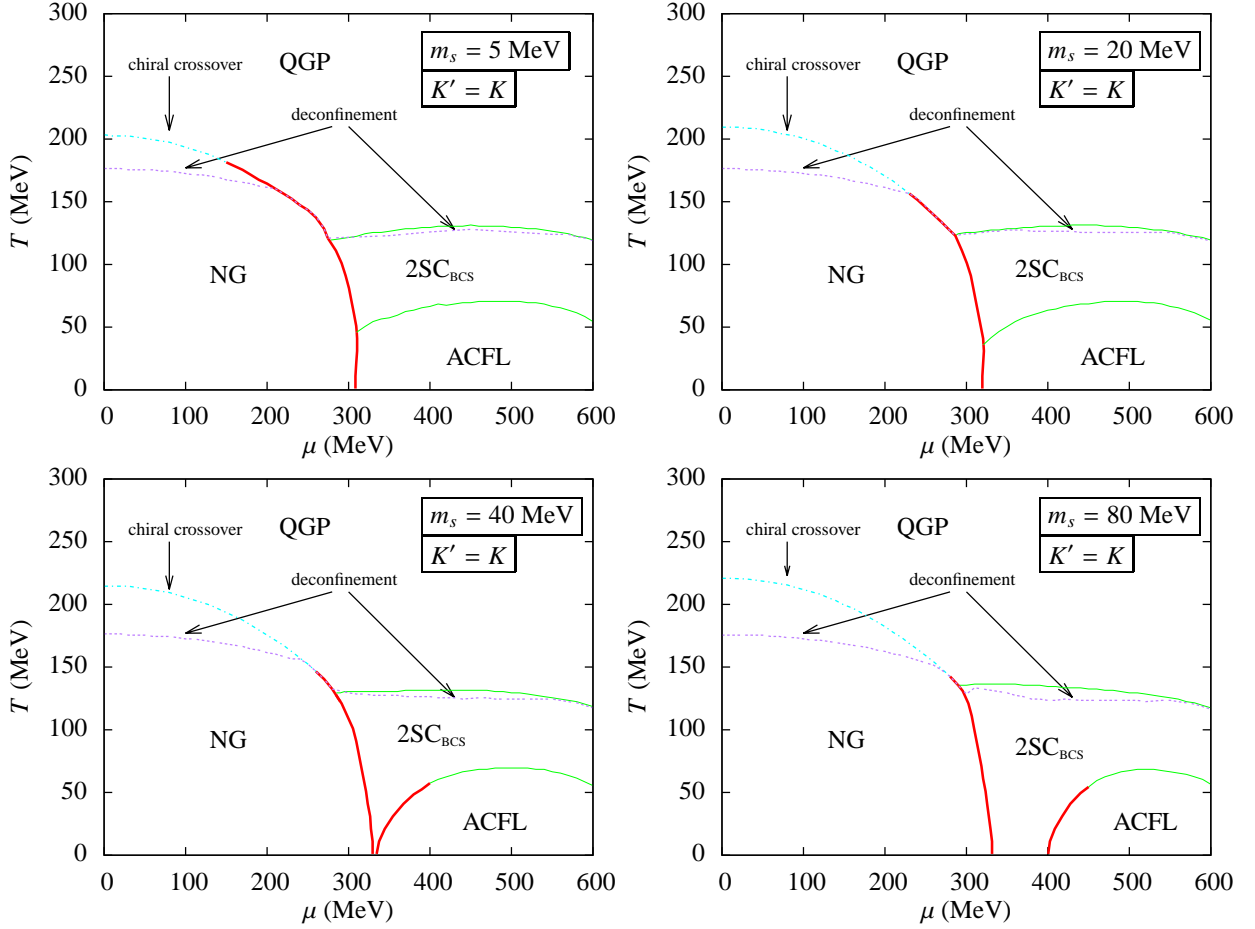 300
250
200
150
100
50
0
T (MeV)
chiral crossover
QGP
m_s = 5 MeV
K′ = K
deconfinement
NG
2SC_BCS
ACFL
0 100 200 300 400 500 600
μ (MeV)
300
250
200
150
100
50
0
T (MeV)
chiral crossover
QGP
m_s = 20 MeV
K′ = K
deconfinement
NG
2SC_BCS
ACFL
0 100 200 300 400 500 600
μ (MeV)
300
250
200
150
100
50
0
T (MeV)
chiral crossover
QGP
m_s = 40 MeV
K′ = K
deconfinement
NG
2SC_BCS
ACFL
0 100 200 300 400 500 600
μ (MeV)
300
250
200
150
100
50
0
T (MeV)
chiral crossover
QGP
m_s = 80 MeV
K′ = K
deconfinement
NG
2SC_BCS
ACFL
0 100 200 300 400 500 600
μ (MeV)